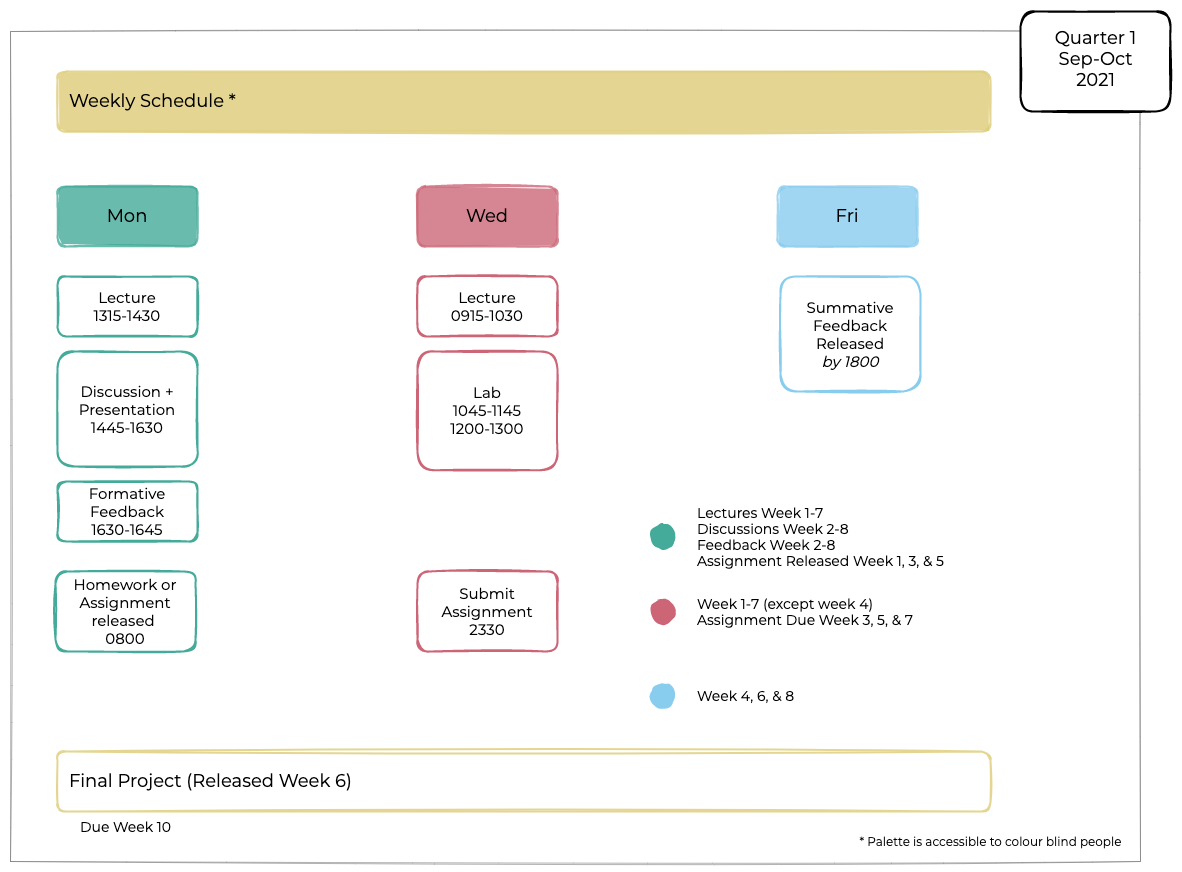 Quarter 1
Sep-Oct
2021
Weekly Schedule *
Mon
Wed
Fri
Lecture
1315-1430
Discussion +
Presentation
1445-1630
Formative
Feedback
1630-1645
Homework or
Assignment
released
0800
Lecture
0915-1030
Lab
1045-1145
1200-1300
Submit
Assignment
2330
Summative
Feedback
Released
by 1800
Lectures Week 1-7
Discussions Week 2-8
Feedback Week 2-8
Assignment Released Week 1, 3, & 5
Week 1-7 (except week 4)
Assignment Due Week 3, 5, & 7
Week 4, 6, & 8
Final Project (Released Week 6)
Due Week 10
* Palette is accessible to colour blind people